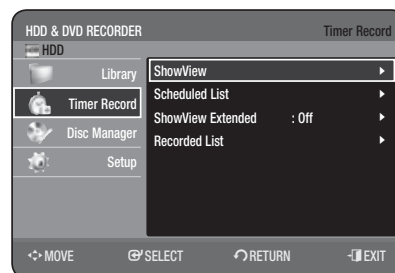 HDD & DVD RECORDER Timer Record
HDD
Library
Timer Record
Disc Manager
Setup
ShowView
Scheduled List
ShowView Extended : Off
Recorded List
MOVE SELECT RETURN EXIT